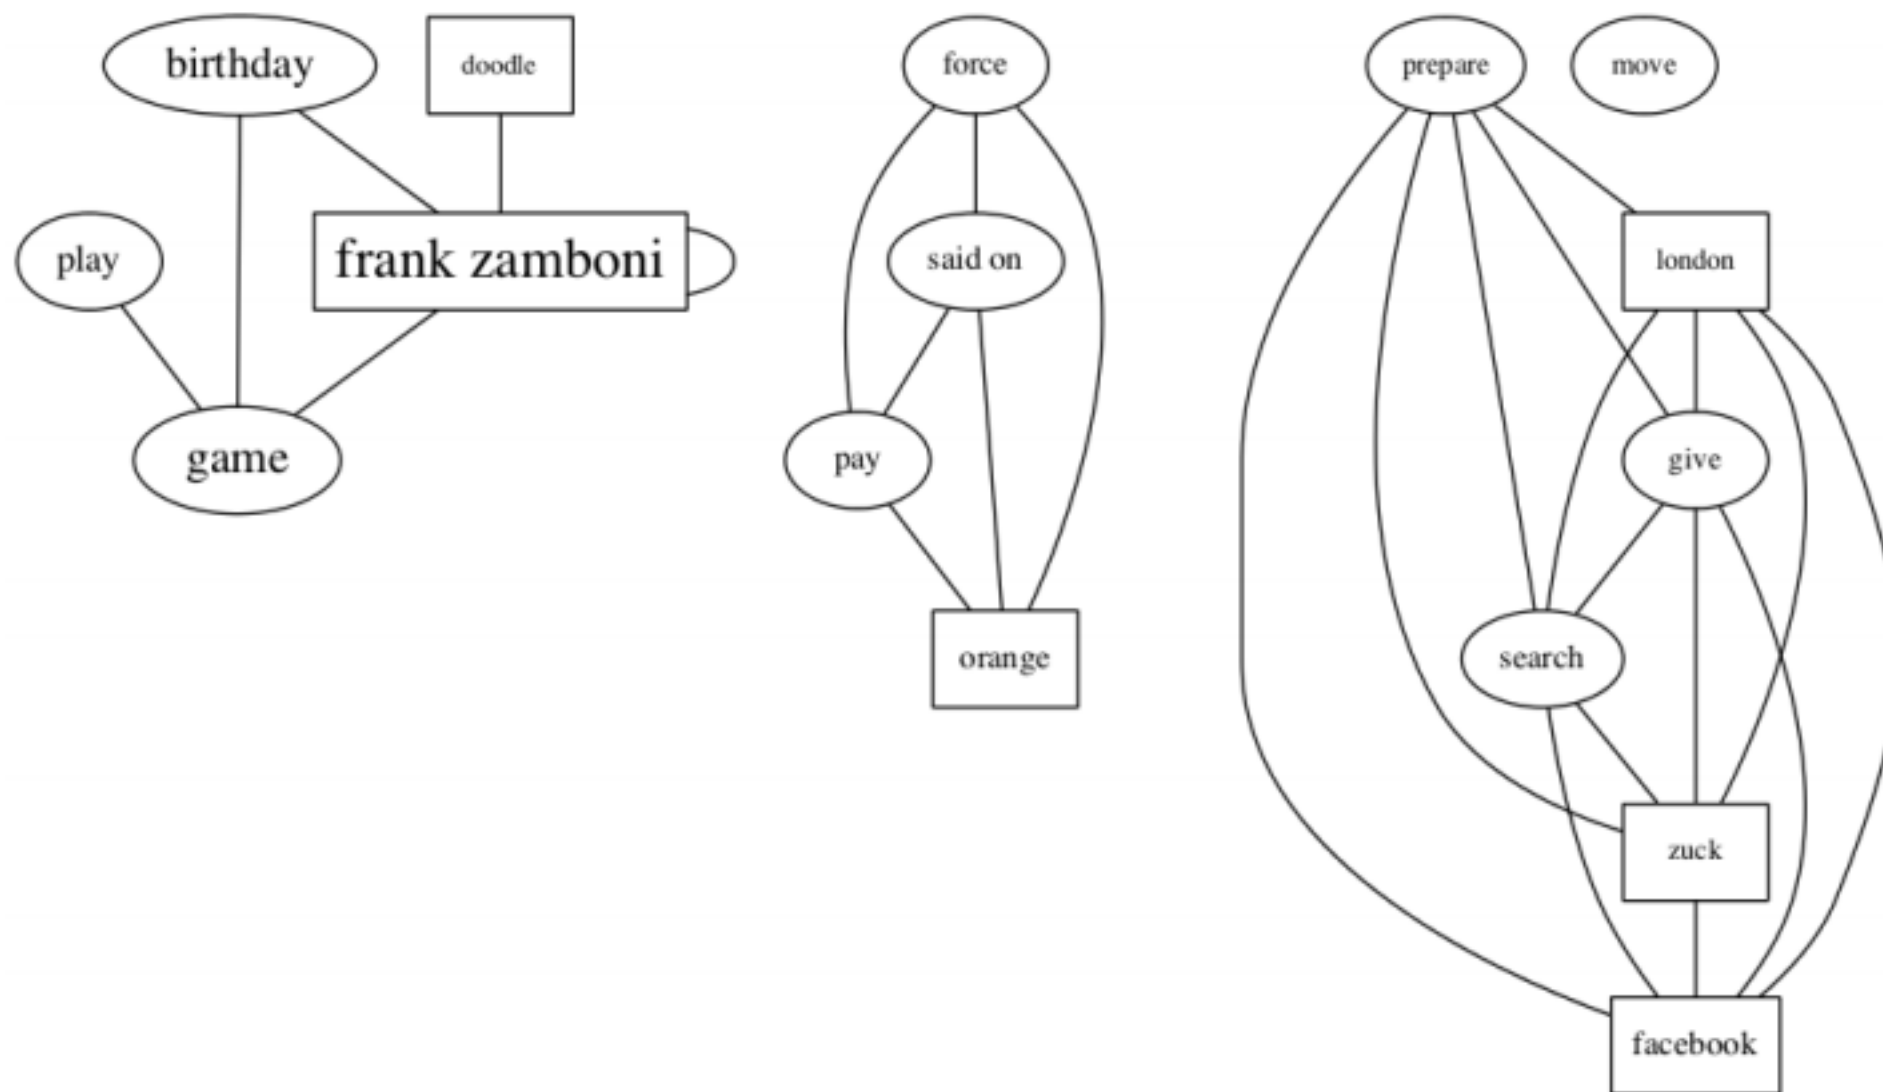 birthday
doodle
play
frank zamboni
game
force
said on
pay
orange
prepare
move
london
give
search
zuck
facebook